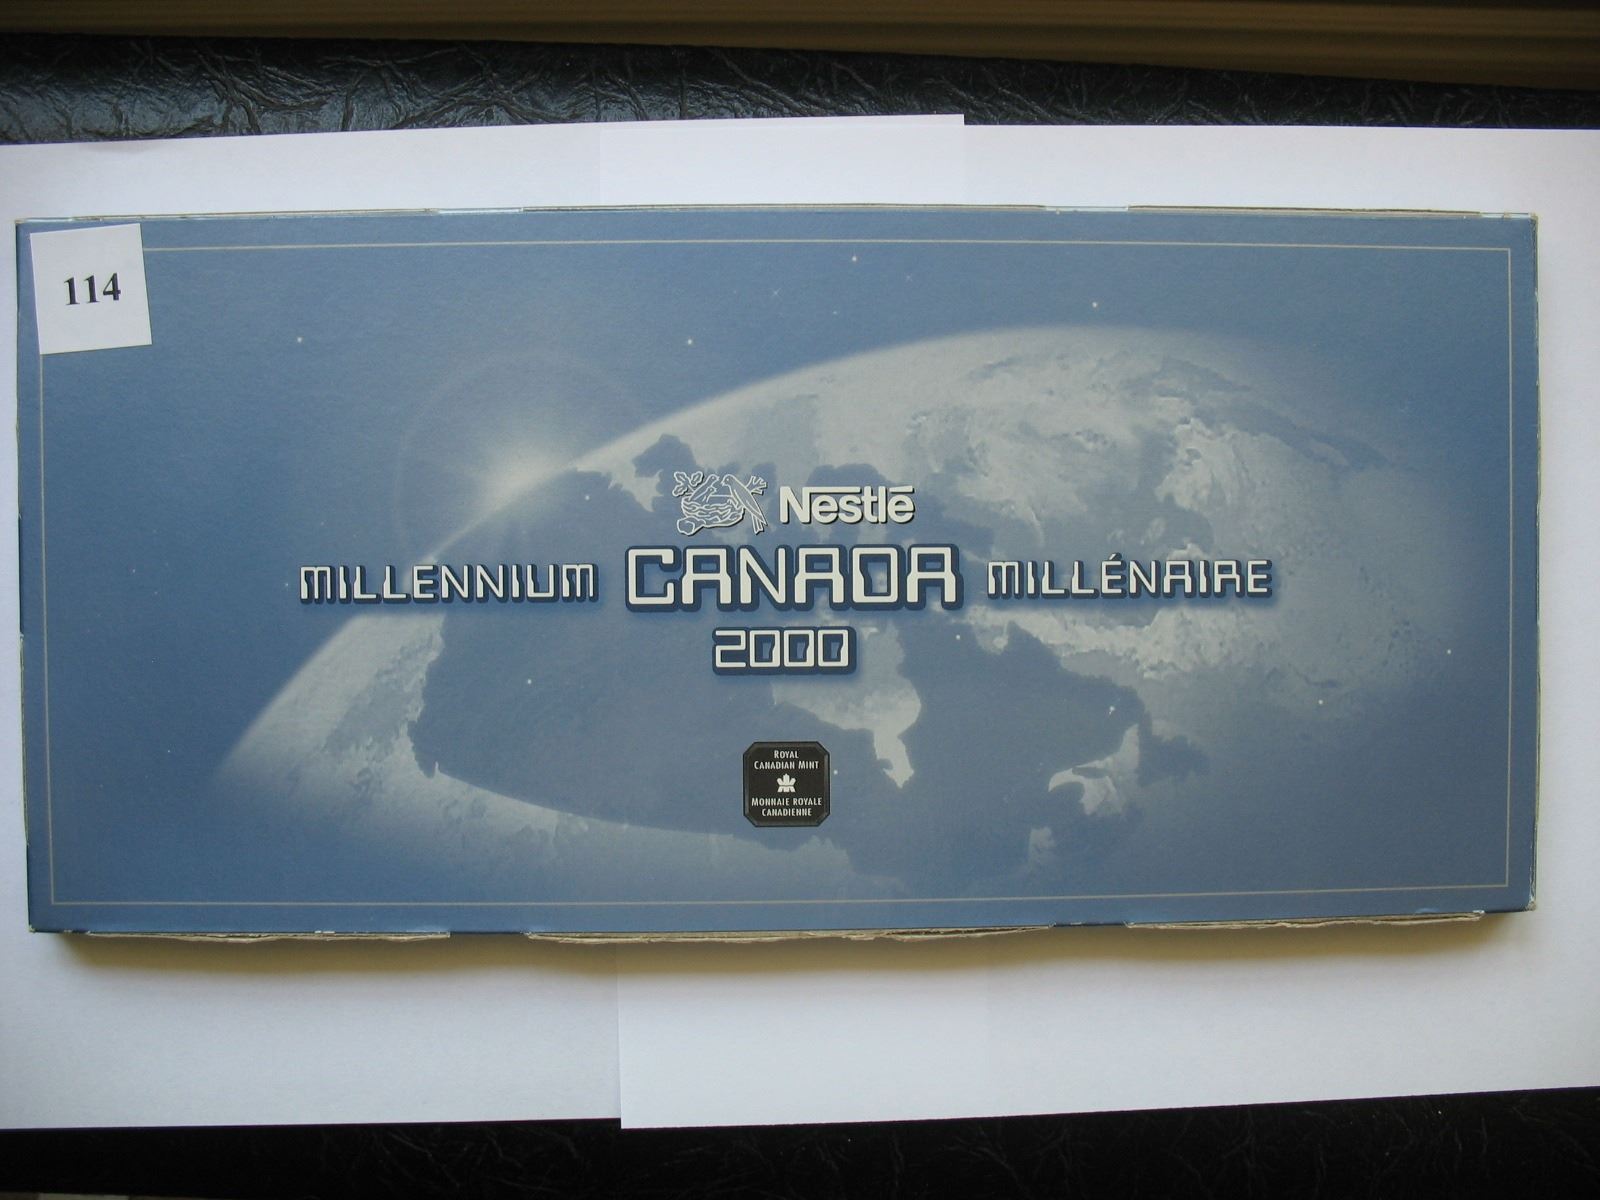 114
Nestlé
MILLENNIUM CANADA MILLÉNAIRE
2000
ROYAL
CANADIAN MINT
MONNAIE ROYALE
CANADIENNE